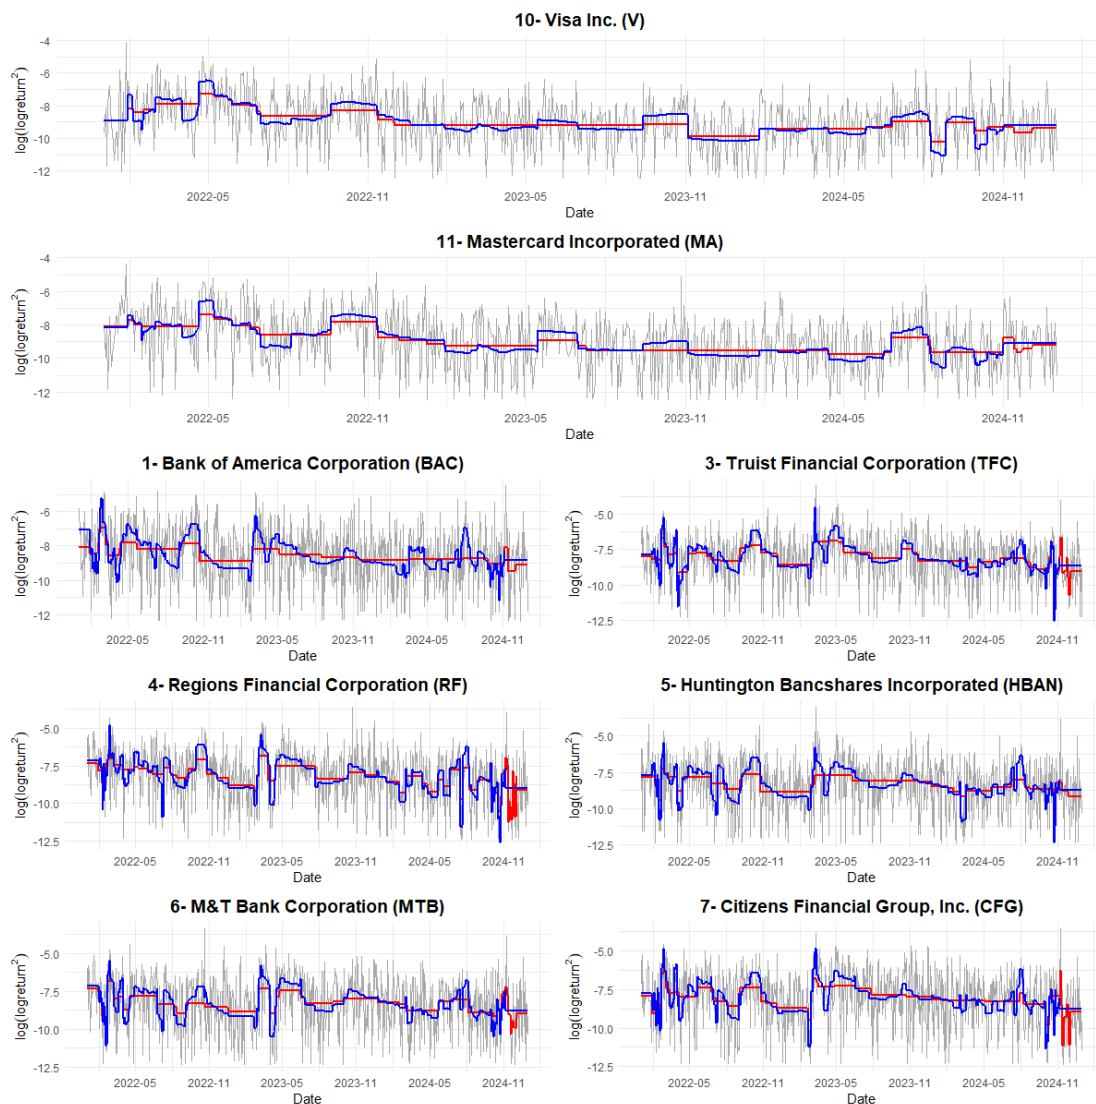 10- Visa Inc. (V)
log(logreturn²)
-4
-6
-8
-10
-12
2022-05 2022-11 2023-05 2023-11 2024-05 2024-11
Date
11- Mastercard Incorporated (MA)
log(logreturn²)
-4
-6
-8
-10
-12
2022-05 2022-11 2023-05 2023-11 2024-05 2024-11
Date
1- Bank of America Corporation (BAC)
log(logreturn²)
-6
-8
-10
-12
2022-05 2022-11 2023-05 2023-11 2024-05 2024-11
Date
3- Truist Financial Corporation (TFC)
log(logreturn²)
-5.0
-7.5
-10.0
-12.5
2022-05 2022-11 2023-05 2023-11 2024-05 2024-11
Date
4- Regions Financial Corporation (RF)
log(logreturn²)
-5.0
-7.5
-10.0
-12.5
2022-05 2022-11 2023-05 2023-11 2024-05 2024-11
Date
5- Huntington Bancshares Incorporated (HBAN)
log(logreturn²)
-5.0
-7.5
-10.0
-12.5
2022-05 2022-11 2023-05 2023-11 2024-05 2024-11
Date
6- M&T Bank Corporation (MTB)
log(logreturn²)
-5.0
-7.5
-10.0
-12.5
2022-05 2022-11 2023-05 2023-11 2024-05 2024-11
Date
7- Citizens Financial Group, Inc. (CFG)
log(logreturn²)
-5.0
-7.5
-10.0
-12.5
2022-05 2022-11 2023-05 2023-11 2024-05 2024-11
Date